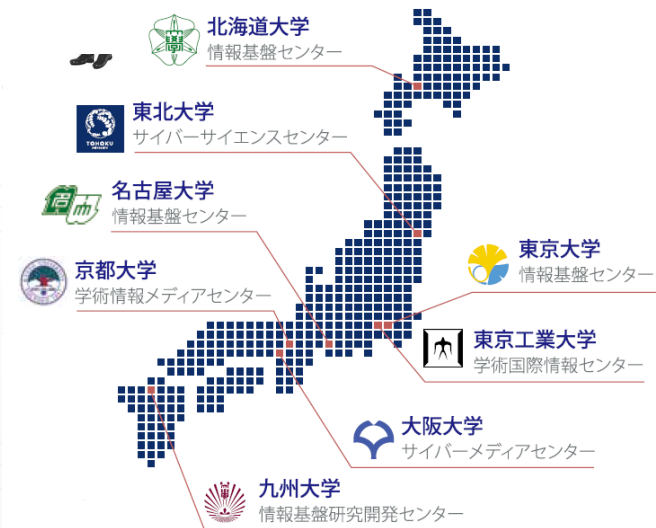 北海道大学
情報基盤センター
東北大学
サイバーサイエンスセンター
TOHOKU
名古屋大学
情報基盤センター
東京大学
情報基盤センター
京都大学
学術情報メディアセンター
東京工業大学
学術国際情報センター
大阪大学
サイバーメディアセンター
九州大学
情報基盤研究開発センター